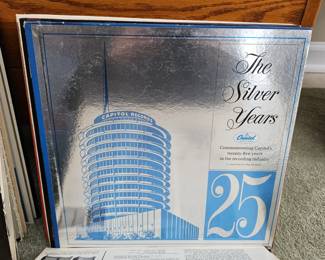 CAPITOL RECORDS
The
Silver
Years
Capitol
Commemorating Capitol's
twenty-five years
in the recording industry
25